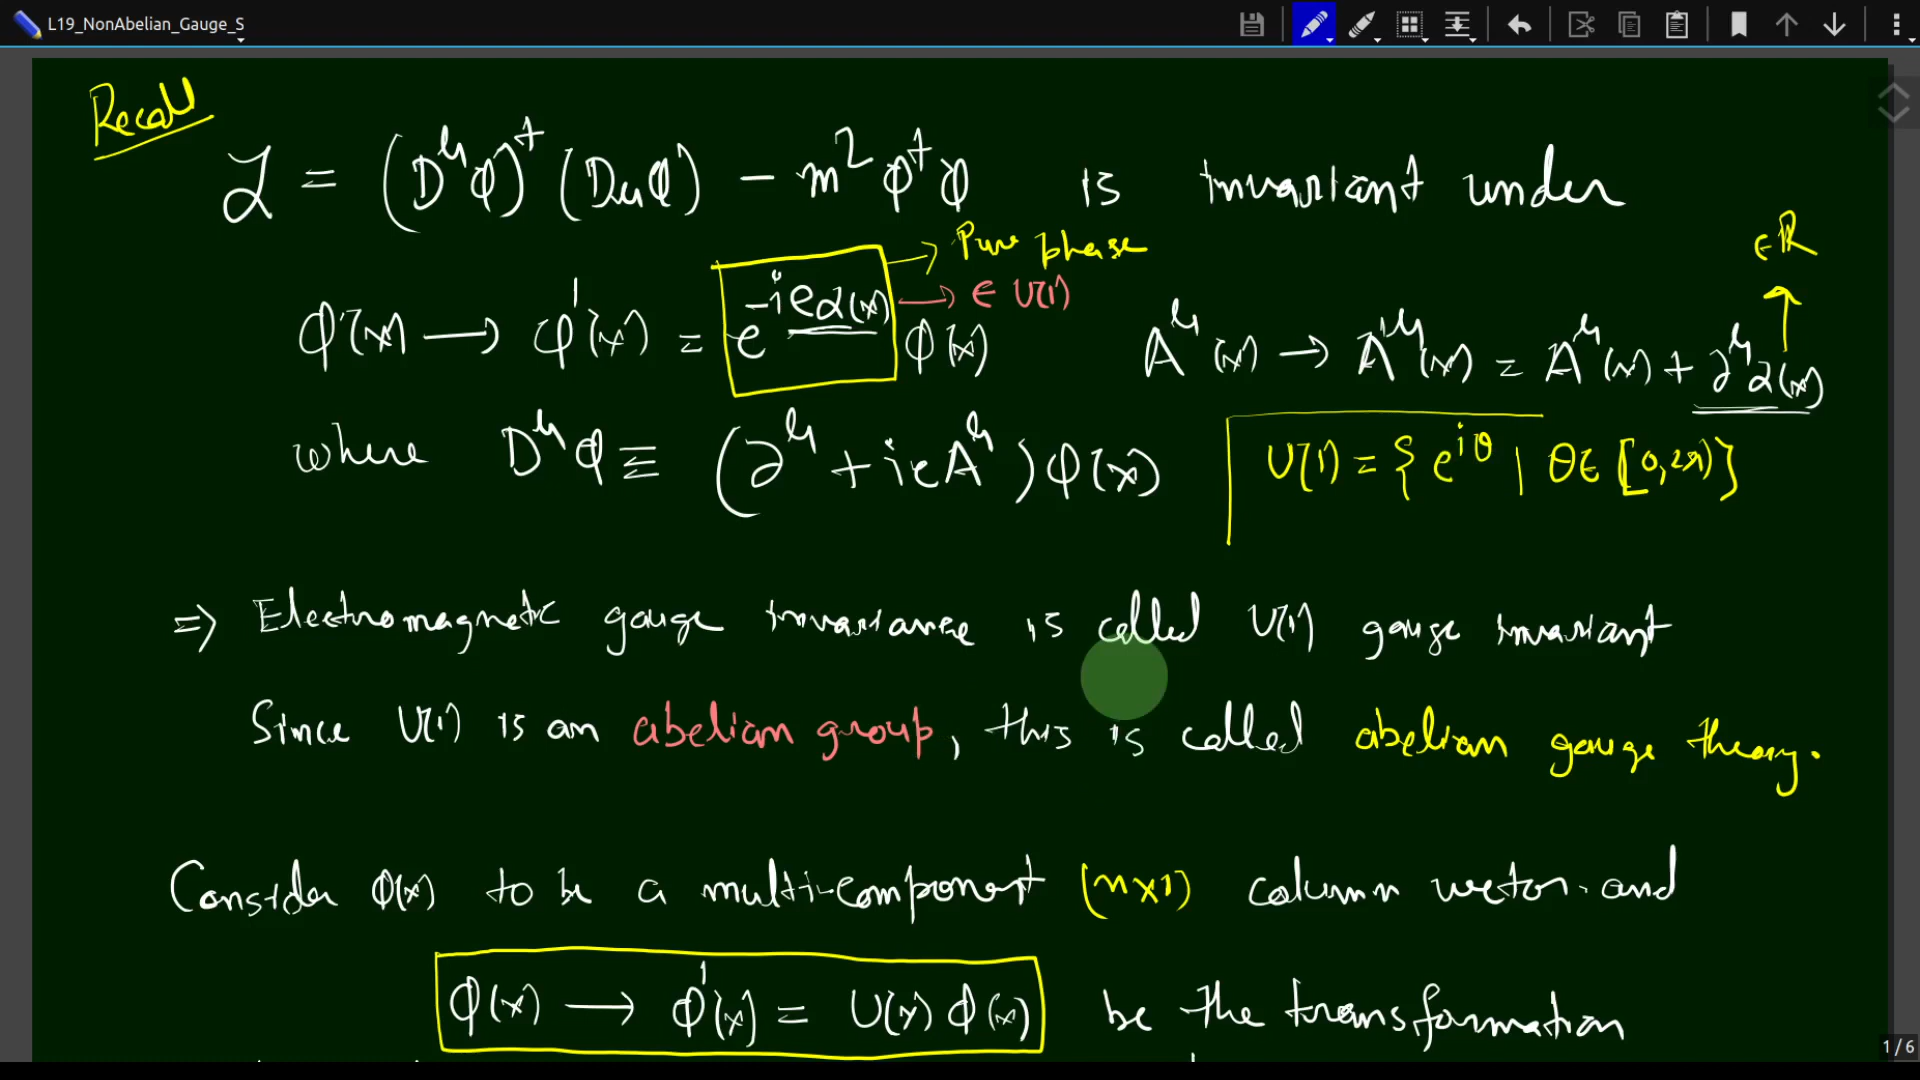 L19_NonAbelian_Gauge_S
Recall
ℒ = (D^μ φ)^† (D_μ φ) − m² φ^† φ is invariant under
→ Pure phase
∈ ℝ
φ(x) → φ'(x) = e^{-ieα(x)} φ(x) → ∈ U(1) A^μ(x) → A'^μ(x) = A^μ(x) + ∂^μ α(x)
where D^μ φ ≡ (∂^μ + ieA^μ) φ(x) U(1) = { e^{iθ} | θ ∈ [0, 2π) }
⇒ Electromagnetic gauge invariance is called U(1) gauge invariant
Since U(1) is an abelian group, this is called abelian gauge theory.
Consider φ(x) to be a multi-component (n×1) column vector. and
φ(x) → φ'(x) = U(x) φ(x) be the transformation
1 / 6